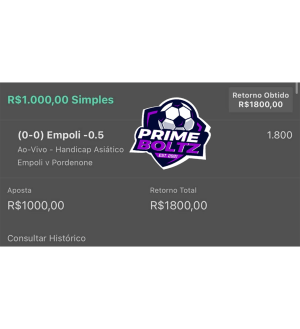 R$1.000,00 Simples
Retorno Obtido
R$1800,00
(0-0) Empoli -0.5
1.800
Ao-Vivo - Handicap Asiático
Empoli v Pordenone
PRIME
BOLTZ
EST. 2021
Aposta
Retorno Total
R$1000,00
R$1800,00
Consultar Histórico